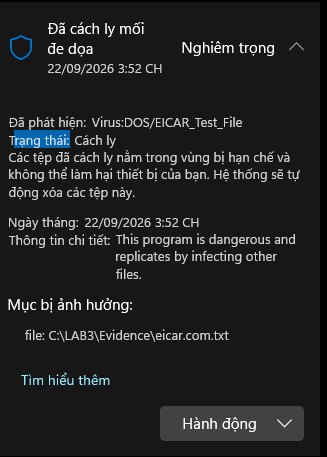 Đã cách ly mối
đe dọa
Nghiêm trọng
22/09/2026 3:52 CH
Đã phát hiện: Virus:DOS/EICAR_Test_File
Trạng thái: Cách ly
Các tệp đã cách ly nằm trong vùng bị hạn chế và
không thể làm hại thiết bị của bạn. Hệ thống sẽ tự
động xóa các tệp này.
Ngày tháng: 22/09/2026 3:52 CH
Thông tin chi tiết: This program is dangerous and
replicates by infecting other
files.
Mục bị ảnh hưởng:
file: C:\LAB3\Evidence\eicar.com.txt
Tìm hiểu thêm
Hành động